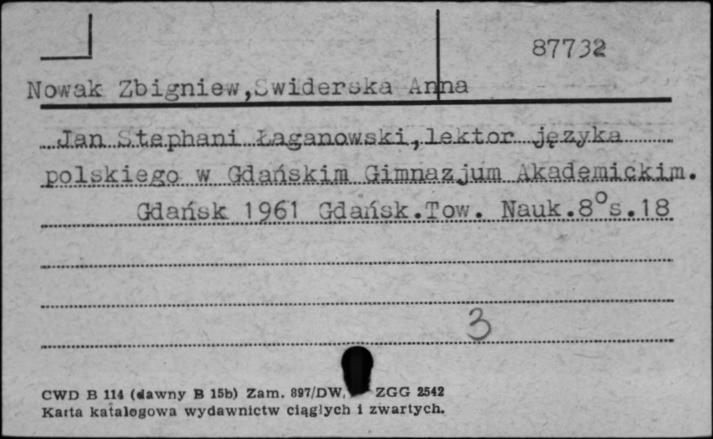 87732
Nowak Zbigniew,Świderska Anna
Jan Stephani Łaganowski,lektor języka
polskiego w Gdańskim Gimnazjum Akademickim.
Gdańsk 1961 Gdańsk.Tow. Nauk.8°s.18
3
CWD B 114 (dawny B 15b) Zam. 897/DW, ZGG 2542
Karta katalogowa wydawnictw ciągłych i zwartych.